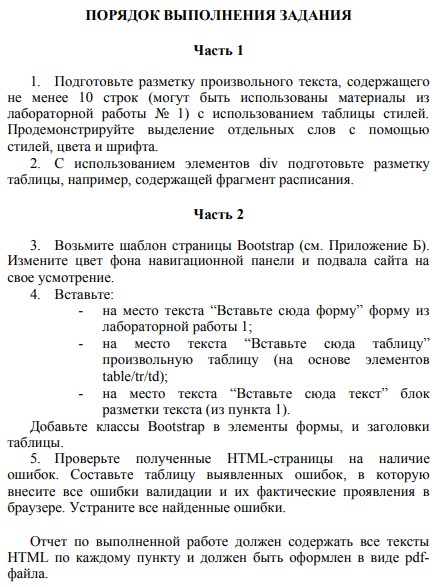 ПОРЯДОК ВЫПОЛНЕНИЯ ЗАДАНИЯ
Часть 1
1. Подготовьте разметку произвольного текста, содержащего
не менее 10 строк (могут быть использованы материалы из
лабораторной работы № 1) с использованием таблицы стилей.
Продемонстрируйте выделение отдельных слов с помощью
стилей, цвета и шрифта.
2. С использованием элементов div подготовьте разметку
таблицы, например, содержащей фрагмент расписания.
Часть 2
3. Возьмите шаблон страницы Bootstrap (см. Приложение Б).
Измените цвет фона навигационной панели и подвала сайта на
свое усмотрение.
4. Вставьте:
- на место текста “Вставьте сюда форму” форму из
лабораторной работы 1;
- на место текста “Вставьте сюда таблицу”
произвольную таблицу (на основе элементов
table/tr/td);
- на место текста “Вставьте сюда текст” блок
разметки текста (из пункта 1).
Добавьте классы Bootstrap в элементы формы, и заголовки
таблицы.
5. Проверьте полученные HTML-страницы на наличие
ошибок. Составьте таблицу выявленных ошибок, в которую
внесите все ошибки валидации и их фактические проявления в
браузере. Устраните все найденные ошибки.
Отчет по выполненной работе должен содержать все тексты
HTML по каждому пункту и должен быть оформлен в виде pdf-
файла.